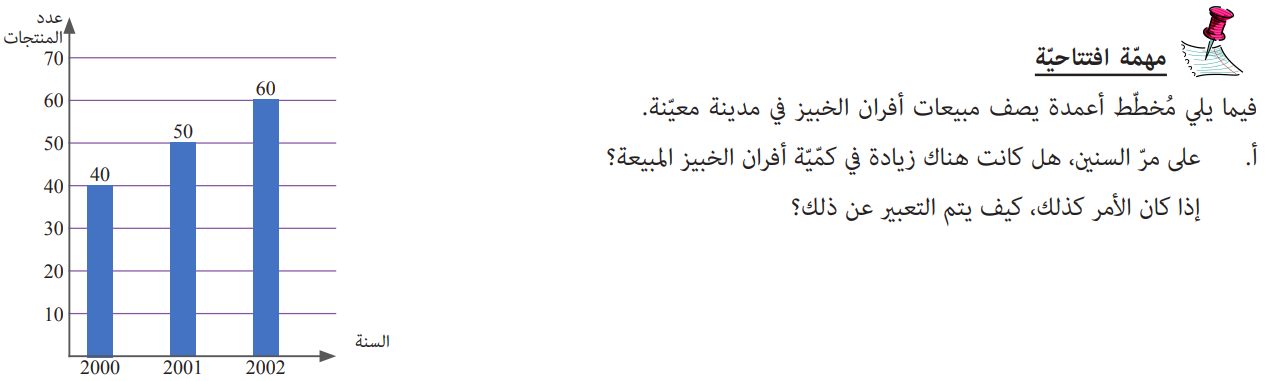 مهمّة افتتاحيّة
فيما يلي مُخطّط أعمدة يصف مبيعات أفران الخبيز في مدينة معيّنة.
أ. على مرّ السنين، هل كانت هناك زيادة في كمّيّة أفران الخبيز المبيعة؟
إذا كان الأمر كذلك، كيف يتم التعبير عن ذلك؟
عدد
المنتجات
70
60
50
40
30
20
10
40
50
60
2000 2001 2002
السنة